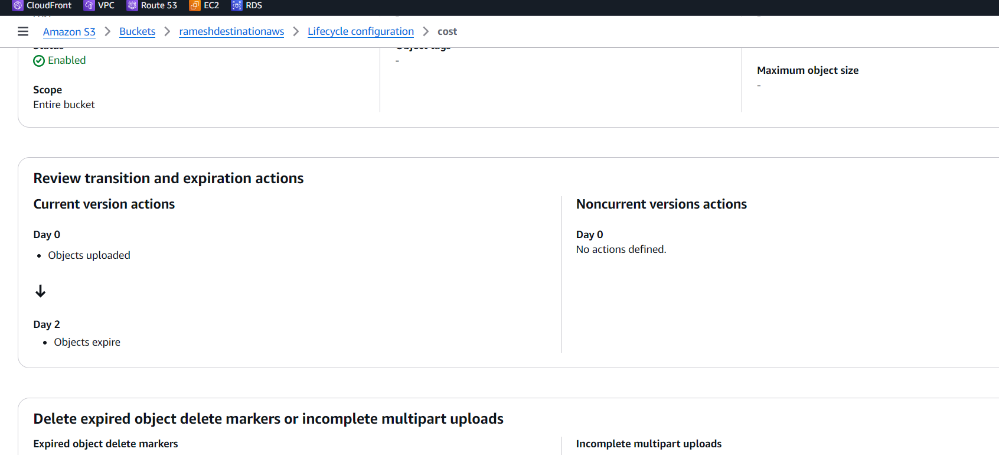 CloudFront VPC Route 53 EC2 RDS
Amazon S3 > Buckets > rameshdestinationaws > Lifecycle configuration > cost
Status
Enabled
Scope
Entire bucket
Object tags
-
Maximum object size
-
Review transition and expiration actions
Current version actions
Day 0
• Objects uploaded
↓
Day 2
• Objects expire
Noncurrent versions actions
Day 0
No actions defined.
Delete expired object delete markers or incomplete multipart uploads
Expired object delete markers
Incomplete multipart uploads